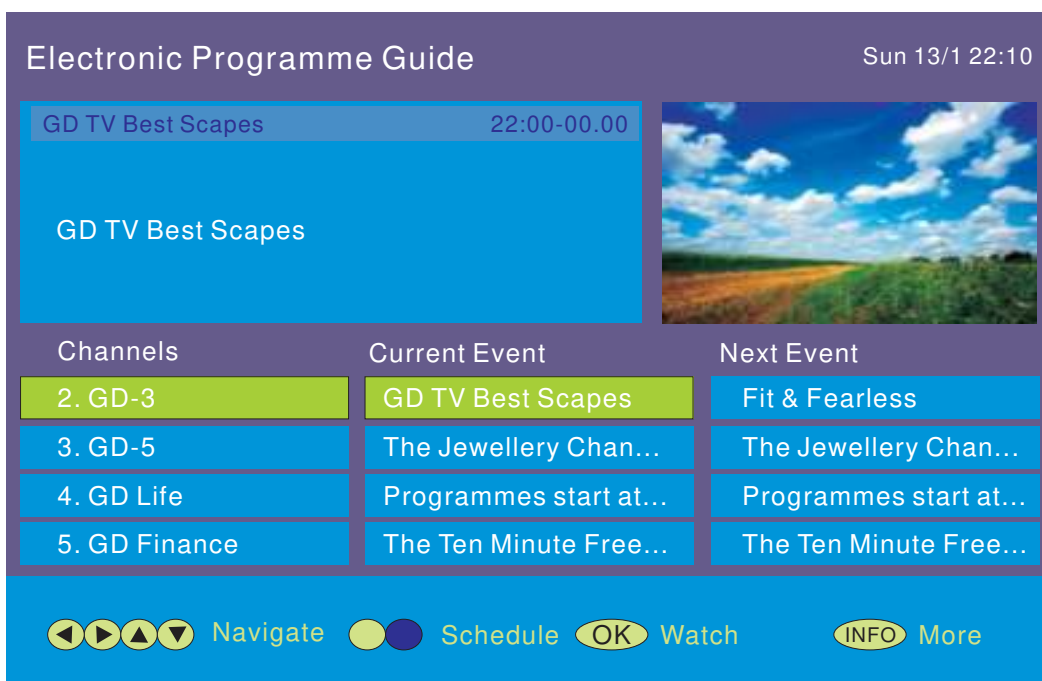 Electronic Programme Guide Sun 13/1 22:10
GD TV Best Scapes 22:00-00.00
GD TV Best Scapes
Channels Current Event Next Event
2. GD-3 GD TV Best Scapes Fit & Fearless
3. GD-5 The Jewellery Chan... The Jewellery Chan...
4. GD Life Programmes start at... Programmes start at...
5. GD Finance The Ten Minute Free... The Ten Minute Free...
Navigate Schedule OK Watch INFO More